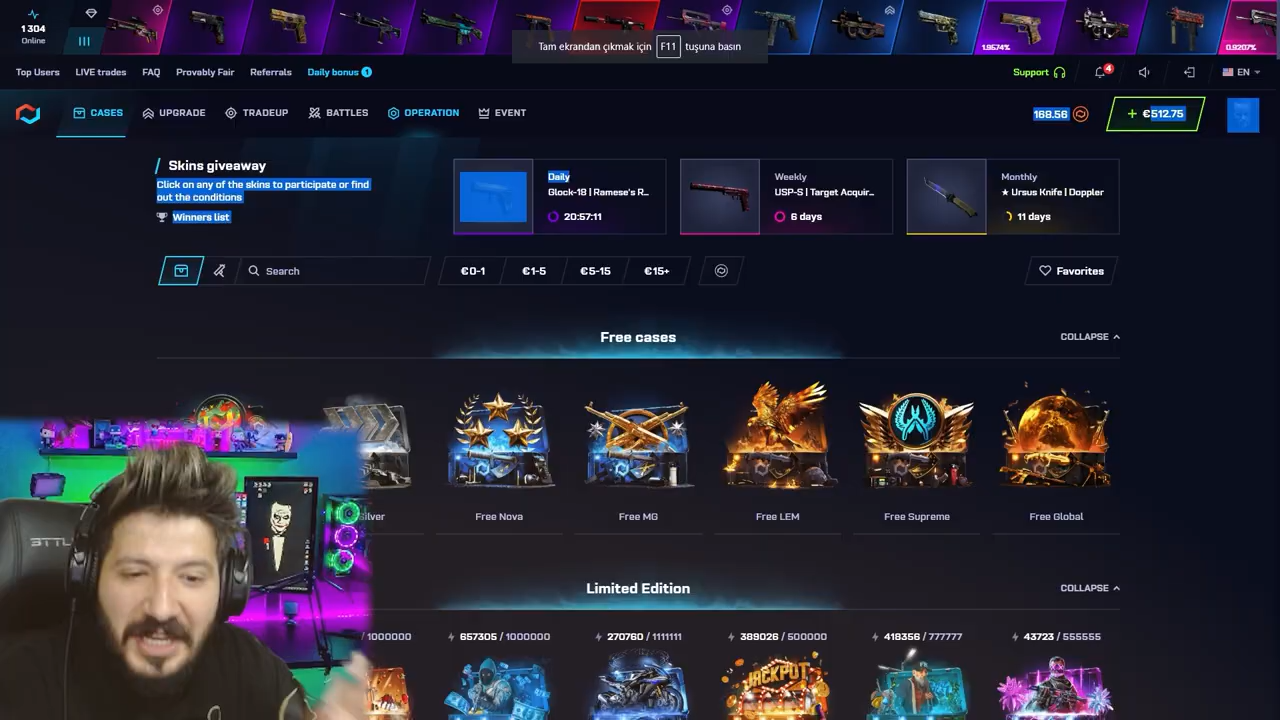 1 304
Online
1.9574%
0.9207%
Tam ekrandan çıkmak için F11 tuşuna basın
Top Users LIVE trades FAQ Provably Fair Referrals Daily bonus 1
Support 4 EN
CASES UPGRADE TRADEUP BATTLES OPERATION EVENT
168.56 + €512.75
Skins giveaway
Click on any of the skins to participate or find
out the conditions
Winners list
Daily
Glock-18 | Ramese's R...
20:57:11
Weekly
USP-S | Target Acquir...
6 days
Monthly
★ Ursus Knife | Doppler
11 days
Search €0-1 €1-5 €5-15 €15+ Favorites
Free cases COLLAPSE
Free Nova Free MG Free LEM Free Supreme Free Global
Limited Edition COLLAPSE
/ 1000000 657305 / 1000000 270760 / 1111111 389026 / 500000 418356 / 777777 43723 / 555555
JACKPOT